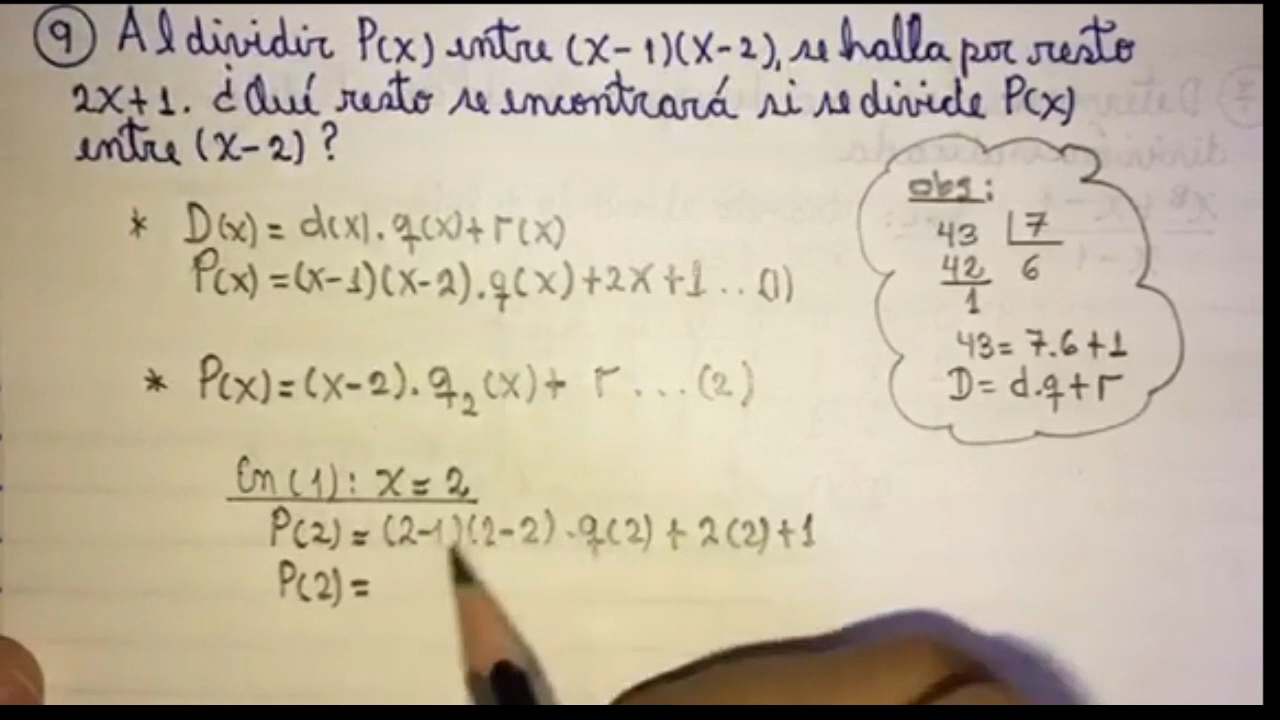 9 Al dividir P(x) entre (x-1)(x-2), se halla por resto
2x+1. ¿Qué resto se encontrará si se divide P(x)
entre (x-2)?
* D(x)= d(x).q(x)+r(x)
P(x)=(x-1)(x-2).q(x)+2x+1...(1)
* P(x)=(x-2).q₂(x)+ r ...(2)
En (1): x=2
P(2)=(2-1)(2-2).q(2)+2(2)+1
P(2)=
obs:
43 7
42 6
1
43=7.6+1
D=d.q+r